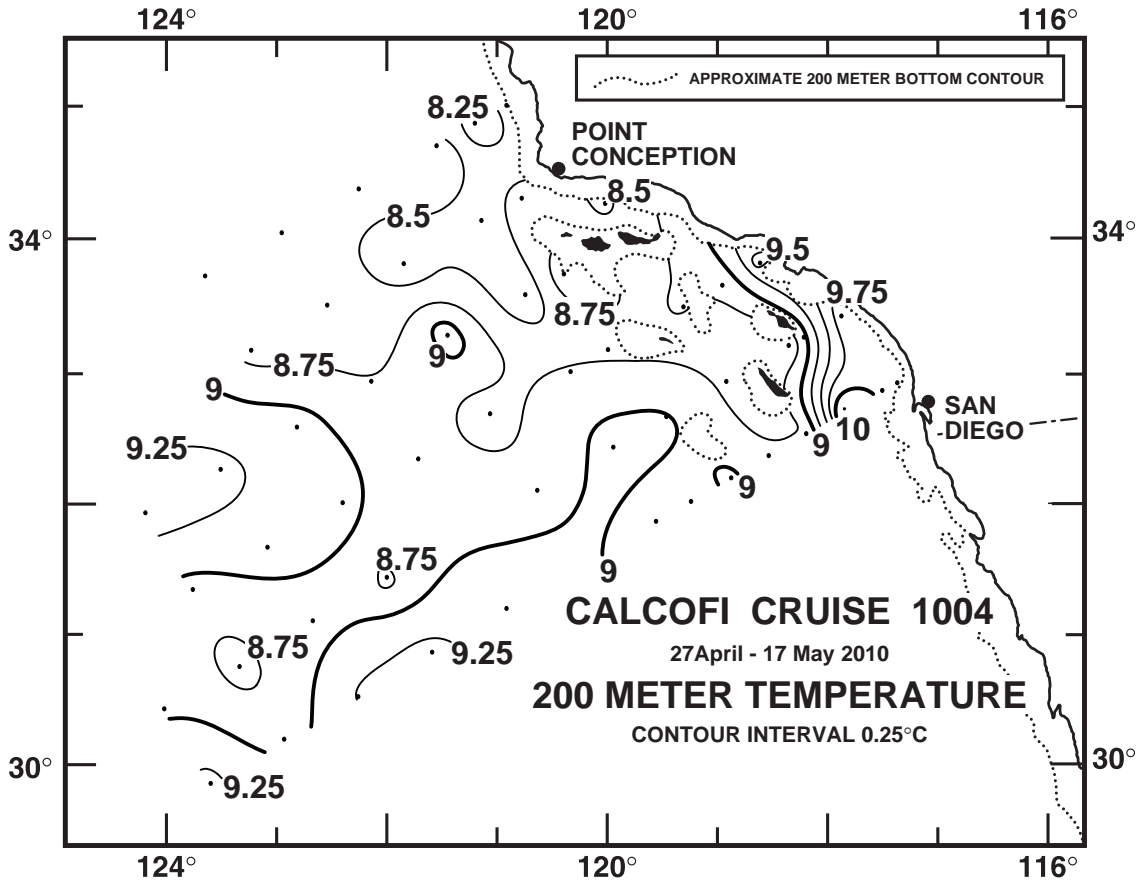 124° 120° 116°
APPROXIMATE 200 METER BOTTOM CONTOUR
8.25
POINT
CONCEPTION
8.5
8.5
34° 34°
9.5
9.75
8.75
9
8.75
9
SAN
DIEGO
9 10
9.25
9
8.75
9
CALCOFI CRUISE 1004
8.75 9.25
27April - 17 May 2010
200 METER TEMPERATURE
CONTOUR INTERVAL 0.25°C
30° 30°
9.25
124° 120° 116°